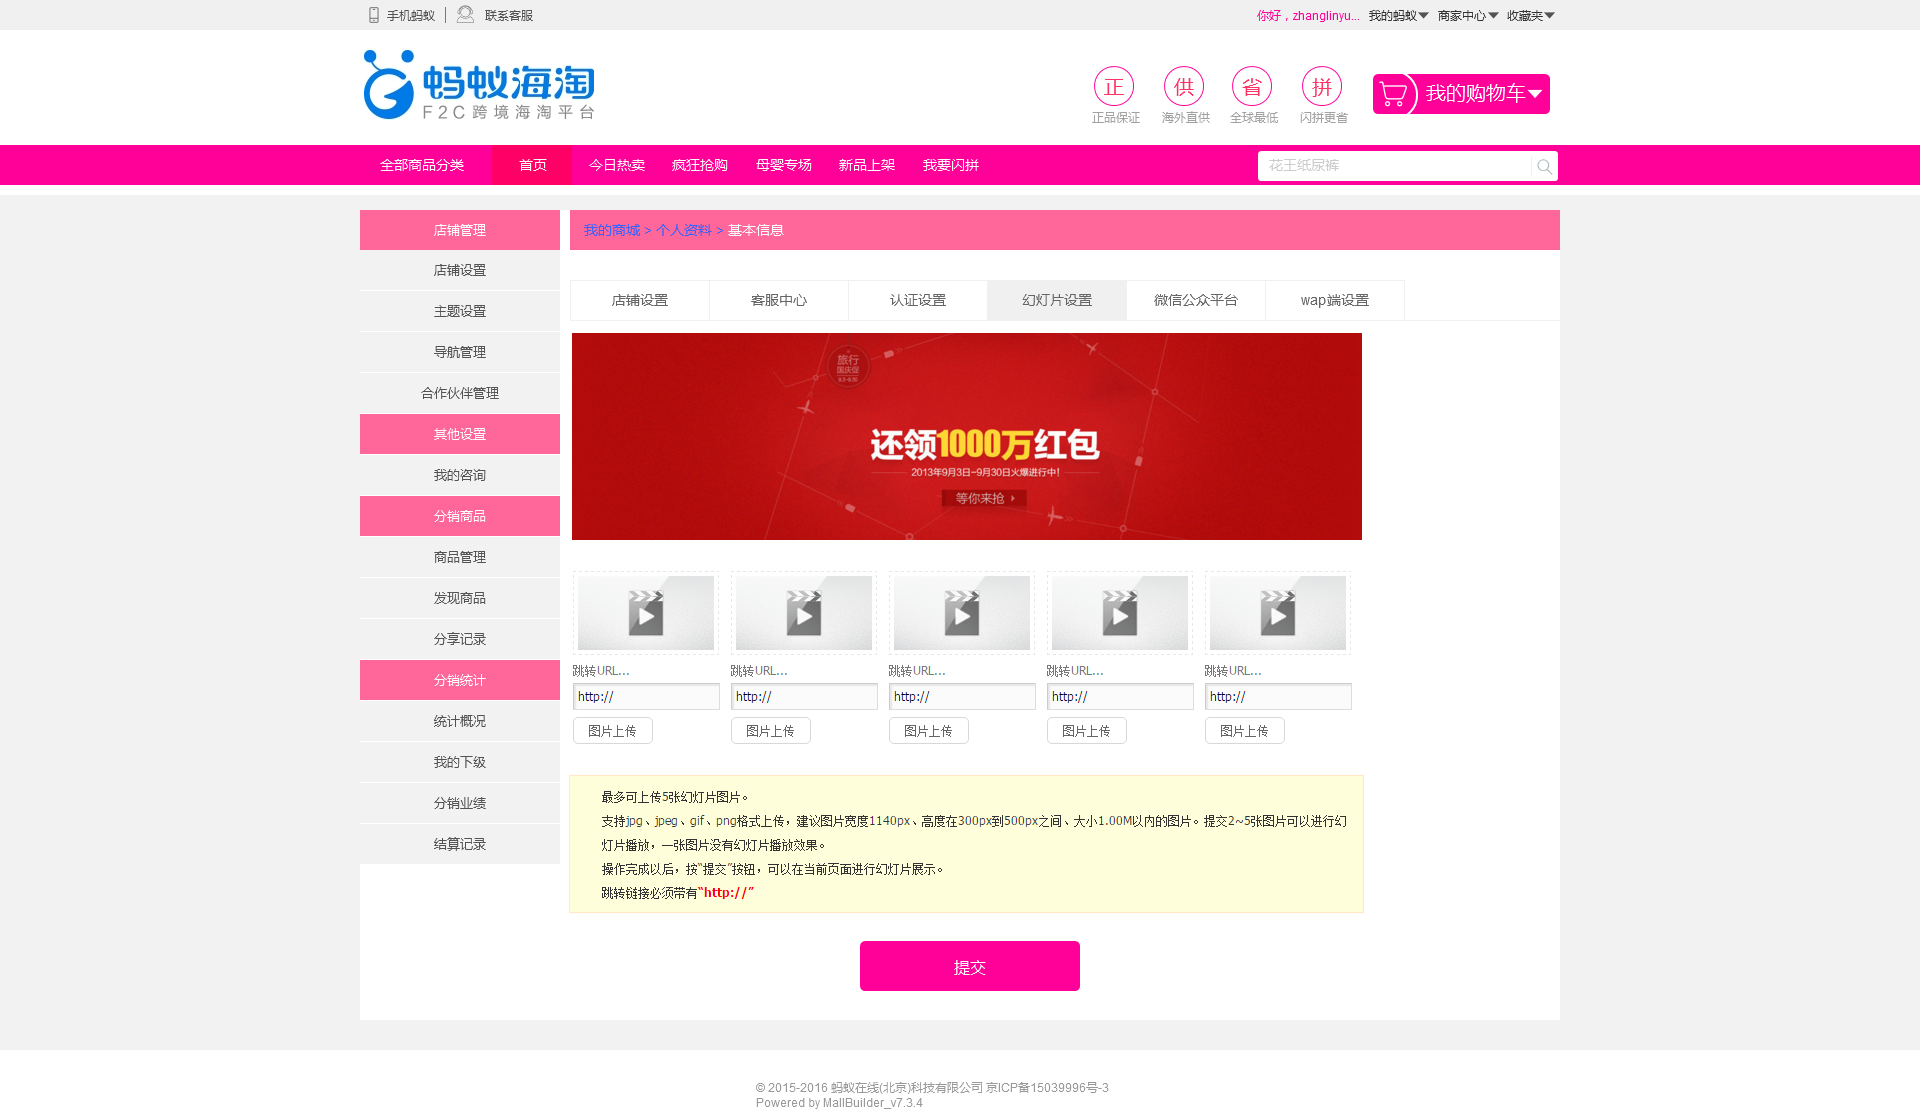 手机蚂蚁 联系客服
你好，zhanglinyu... 我的蚂蚁 商家中心 收藏夹
蚂蚁海淘
F2C跨境海淘平台
正 供 省 拼
正品保证 海外直供 全球最低 闪拼更省
我的购物车
全部商品分类 首页 今日热卖 疯狂抢购 母婴专场 新品上架 我要闪拼
花王纸尿裤
店铺管理
店铺设置
主题设置
导航管理
合作伙伴管理
其他设置
我的咨询
分销商品
商品管理
发现商品
分享记录
分销统计
统计概况
我的下级
分销业绩
结算记录
我的商城 > 个人资料 > 基本信息
店铺设置 客服中心 认证设置 幻灯片设置 微信公众平台 wap端设置
旅行
国庆促
9.3-9.30
还领1000万红包
2013年9月3日-9月30日火爆进行中！
等你来抢
跳转URL... 跳转URL... 跳转URL... 跳转URL... 跳转URL...
http:// http:// http:// http:// http://
图片上传 图片上传 图片上传 图片上传 图片上传
最多可上传5张幻灯片图片。
支持jpg、jpeg、gif、png格式上传，建议图片宽度1140px、高度在300px到500px之间、大小1.00M以内的图片。提交2~5张图片可以进行幻
灯片播放，一张图片没有幻灯片播放效果。
操作完成以后，按“提交”按钮，可以在当前页面进行幻灯片展示。
跳转链接必须带有“http://”
提交
© 2015-2016 蚂蚁在线(北京)科技有限公司 京ICP备15039996号-3
Powered by MallBuilder_v7.3.4